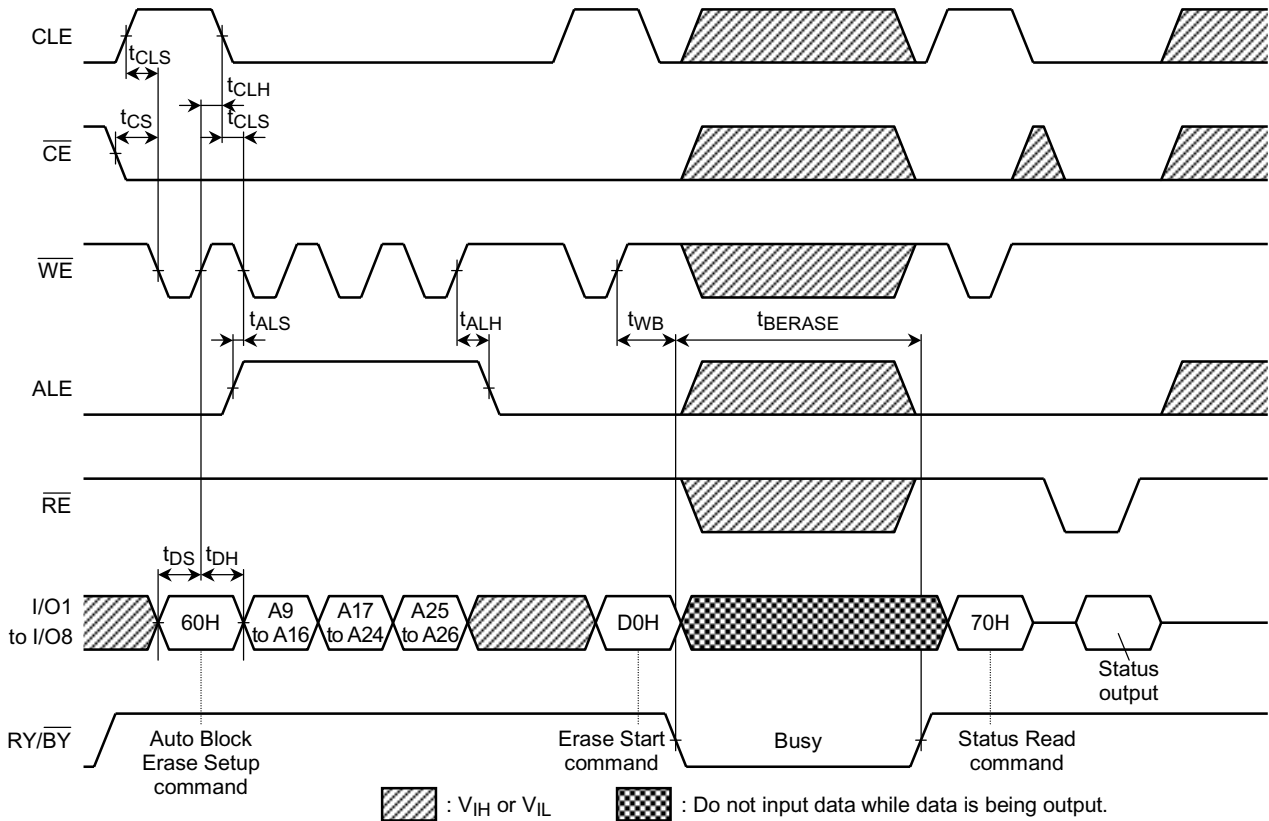 CLE
tCLS
tCLH
tCS
tCLS
CE
WE
tALS
tALH
tWB
tBERASE
ALE
RE
tDS
tDH
I/O1
to I/O8
60H
A9
to A16
A17
to A24
A25
to A26
D0H
70H
Status
output
RY/BY
Auto Block
Erase Setup
command
Erase Start
command
Busy
Status Read
command
: VIH or VIL
: Do not input data while data is being output.